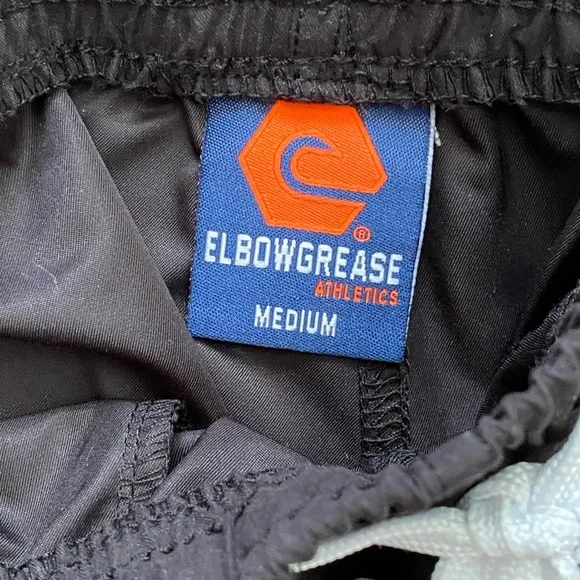 ®
ELBOWGREASE
ATHLETICS
MEDIUM